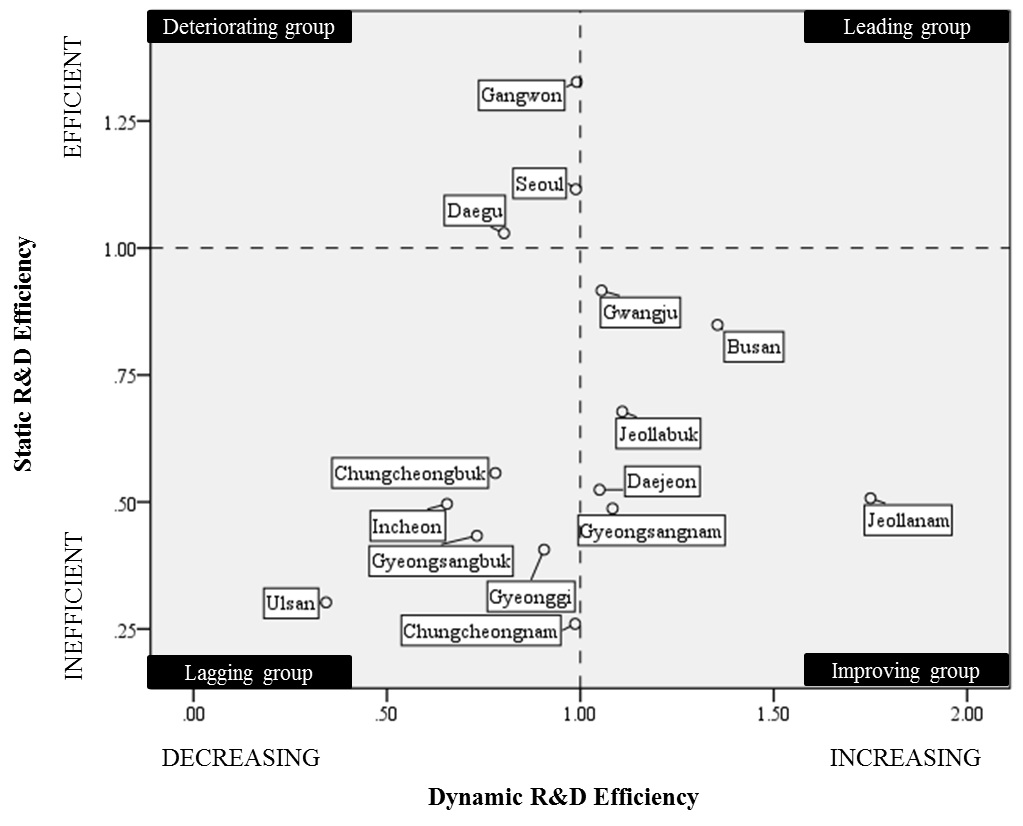 Deteriorating group
Leading group
EFFICIENT
Gangwon
1.25
Seoul
Daegu
1.00
Gwangju
Busan
Static R&D Efficiency
.75
Jeollabuk
Chungcheongbuk
Daejeon
.50
Incheon
Gyeongsangnam
Jeollanam
Gyeongsangbuk
INEFFICIENT
Gyeonggi
Ulsan
Chungcheongnam
.25
Lagging group
Improving group
.00
.50
1.00
1.50
2.00
DECREASING
INCREASING
Dynamic R&D Efficiency